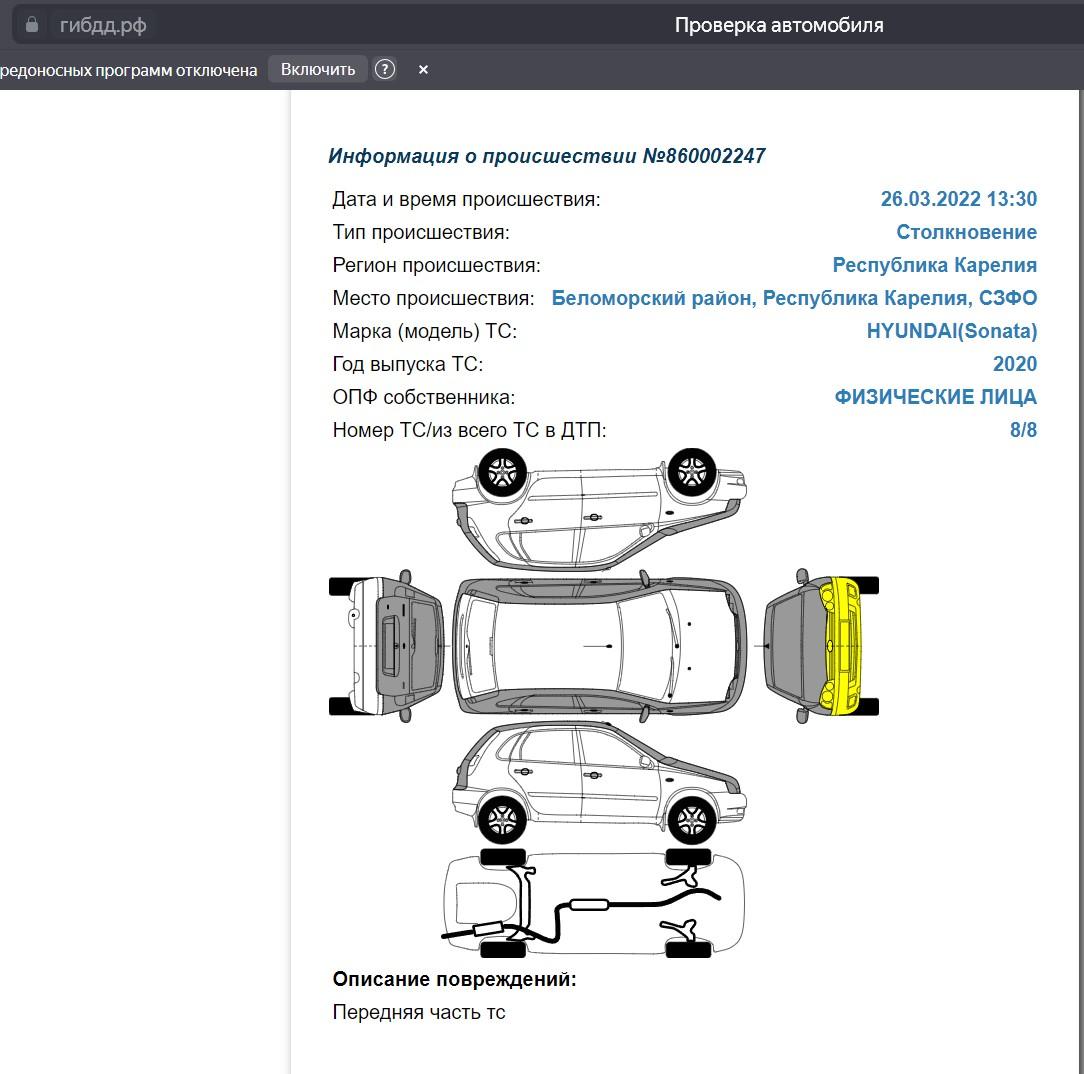 гибдд.рф
Проверка автомобиля
редоносных программ отключена Включить ? ×
Информация о происшествии №860002247
Дата и время происшествия: 26.03.2022 13:30
Тип происшествия: Столкновение
Регион происшествия: Республика Карелия
Место происшествия: Беломорский район, Республика Карелия, СЗФО
Марка (модель) ТС: HYUNDAI(Sonata)
Год выпуска ТС: 2020
ОПФ собственника: ФИЗИЧЕСКИЕ ЛИЦА
Номер ТС/из всего ТС в ДТП: 8/8
Описание повреждений:
Передняя часть тс